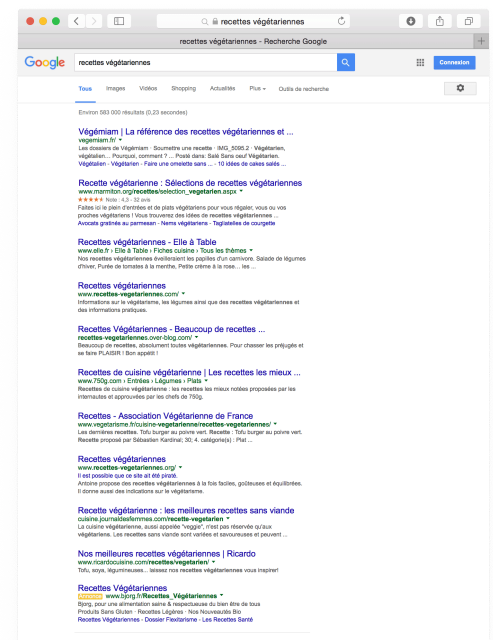 recettes végétariennes
recettes végétariennes - Recherche Google
Google
recettes végétariennes
Connexion
Tous Images Vidéos Shopping Actualités Plus Outils de recherche
Environ 583 000 résultats (0,23 secondes)
Végémiam | La référence des recettes végétariennes et ...
vegemiam.fr/
Les dossiers de Végémiam · Soumettre une recette · IMG_5095.2 · Végétarien,
végétalien... Pourquoi, comment ? ... Posté dans: Salé Sans oeuf Végétarien.
Végétalien - Végétarien - Faire une omelette sans ... - 10 idées de cakes salés ...
Recette végétarienne : Sélections de recettes végétariennes
www.marmiton.org/recettes/selection_vegetarien.aspx
Note : 4,3 - 32 avis
Faites ici le plein d'entrées et de plats végétariens pour vous régaler, vous ou vos
proches végétariens ! Vous trouverez des idées de recettes végétariennes ...
Avocats gratinés au parmesan - Nems végétariens - Tagliatelles de courgette
Recettes végétariennes - Elle à Table
www.elle.fr › Elle à Table › Fiches cuisine › Tous les thèmes
Nos recettes végétariennes éveilleraient les papilles d'un carnivore. Salade de légumes
d'hiver, Purée de tomates à la menthe, Petite crème à la rose... les ...
Recettes végétariennes
www.recettes-vegetariennes.com/
Informations sur le végétarisme, les légumes ainsi que des recettes végétariennes et
des informations pratiques.
Recettes Végétariennes - Beaucoup de recettes ...
recettes-vegetariennes.over-blog.com/
Beaucoup de recettes, absolument toutes végétariennes. Pour chasser les préjugés et
se faire PLAISIR ! Bon appétit !
Recettes de cuisine végétarienne | Les recettes les mieux ...
www.750g.com › Entrées › Légumes › Plats
Recettes de cuisine végétarienne : les recettes les mieux notées proposées par les
internautes et approuvées par les chefs de 750g.
Recettes - Association Végétarienne de France
www.vegetarisme.fr/cuisine-vegetarienne/recettes-vegetariennes/
Les dernières recettes. Tofu burger au poivre vert. Recette : Tofu burger au poivre vert.
Recette proposé par Sébastien Kardinal; 30; 4. catégorie(s) : Plat ...
Recettes végétariennes
www.recettes-vegetariennes.org/
Il est possible que ce site ait été piraté.
Antoine propose des recettes végétariennes à la fois faciles, goûteuses et équilibrées.
Il donne aussi des indications sur le végétarisme.
Recette végétarienne : les meilleures recettes sans viande
cuisine.journaldesfemmes.com/recette-vegetarien
La cuisine végétarienne, aussi appelée "veggie", n'est pas réservée qu'aux
végétariens. Les recettes sans viande sont variées et savoureuses et peuvent ...
Nos meilleures recettes végétariennes | Ricardo
www.ricardocuisine.com/recettes/vegetarien/
Tofu, soya, légumineuses... laissez nos recettes végétariennes vous inspirer!
Recettes Végétariennes
Annonce www.bjorg.fr/Recettes_Végétariennes
Bjorg, pour une alimentation saine & respectueuse du bien être de tous
Produits Sans Gluten · Recettes Légères · Nos Nouveautés Bio
Recettes Végétariennes - Dossier Flexitarisme - Les Recettes Santé